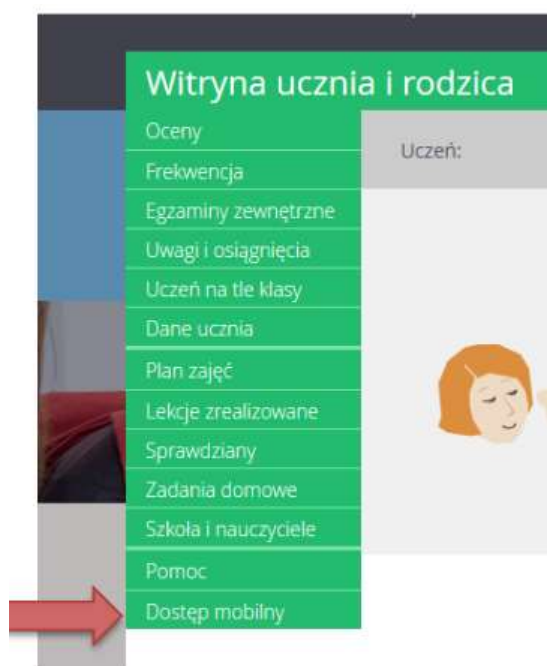 Witryna ucznia i rodzica
Oceny
Uczeń:
Frekwencja
Egzaminy zewnętrzne
Uwagi i osiągnięcia
Uczeń na tle klasy
Dane ucznia
Plan zajęć
Lekcje zrealizowane
Sprawdziany
Zadania domowe
Szkoła i nauczyciele
Pomoc
Dostęp mobilny